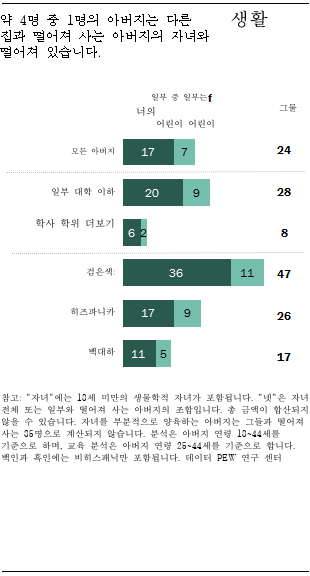 약 4명 중 1명의 아버지는 다른
집과 떨어져 사는 아버지의 자녀와
떨어져 있습니다.
생활
일부 중 일부는f
너의
어린이 어린이
그물
모든 아버지 17 7 24
일부 대학 이하 20 9 28
학사 학위 더보기
6 2 8
검은색: 36 11 47
히즈파니카 17 9 26
백대하 11 5 17
참고: "자녀"에는 18세 미만의 생물학적 자녀가 포함됩니다. "넷"은 자녀
전체 또는 일부와 떨어져 사는 아버지의 조합입니다. 총 금액이 합산되지
않을 수 있습니다. 자녀를 부분적으로 양육하는 아버지는 그들과 떨어져
사는 85명으로 계산되지 않습니다. 분석은 아버지 연령 18~44세를
기준으로 하며, 교육 분석은 아버지 연령 25~44세를 기준으로 합니다.
백인과 흑인에는 비히스패닉만 포함됩니다. 데이터 PEW 연구 센터